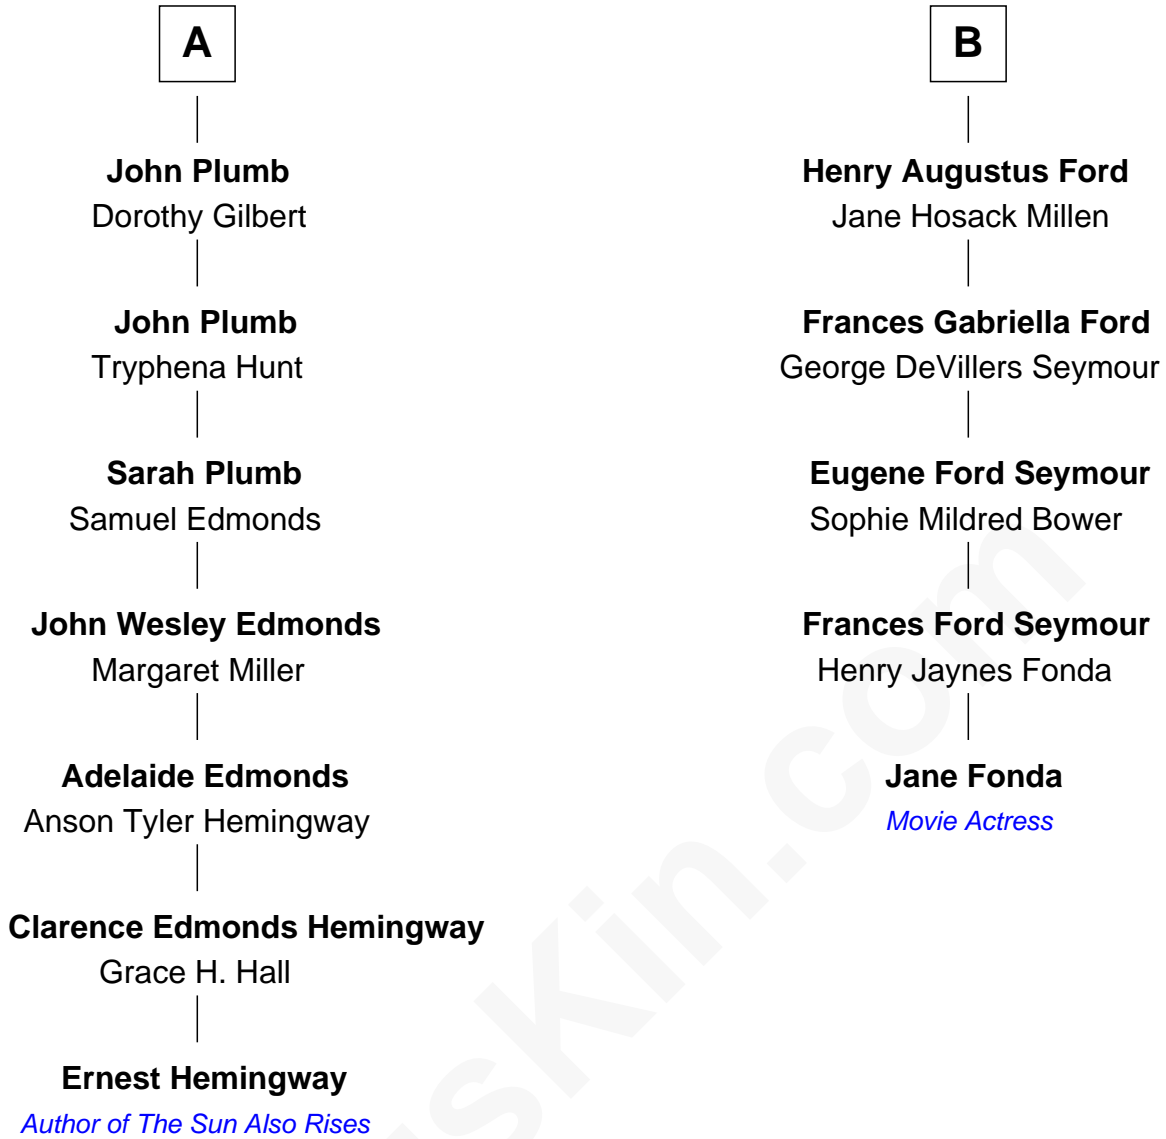 A
John Plumb
Dorothy Gilbert
John Plumb
Tryphena Hunt
Sarah Plumb
Samuel Edmonds
John Wesley Edmonds
Margaret Miller
Adelaide Edmonds
Anson Tyler Hemingway
Clarence Edmonds Hemingway
Grace H. Hall
Ernest Hemingway
Author of The Sun Also Rises
B
Henry Augustus Ford
Jane Hosack Millen
Frances Gabriella Ford
George DeVillers Seymour
Eugene Ford Seymour
Sophie Mildred Bower
Frances Ford Seymour
Henry Jaynes Fonda
Jane Fonda
Movie Actress
sKin.com